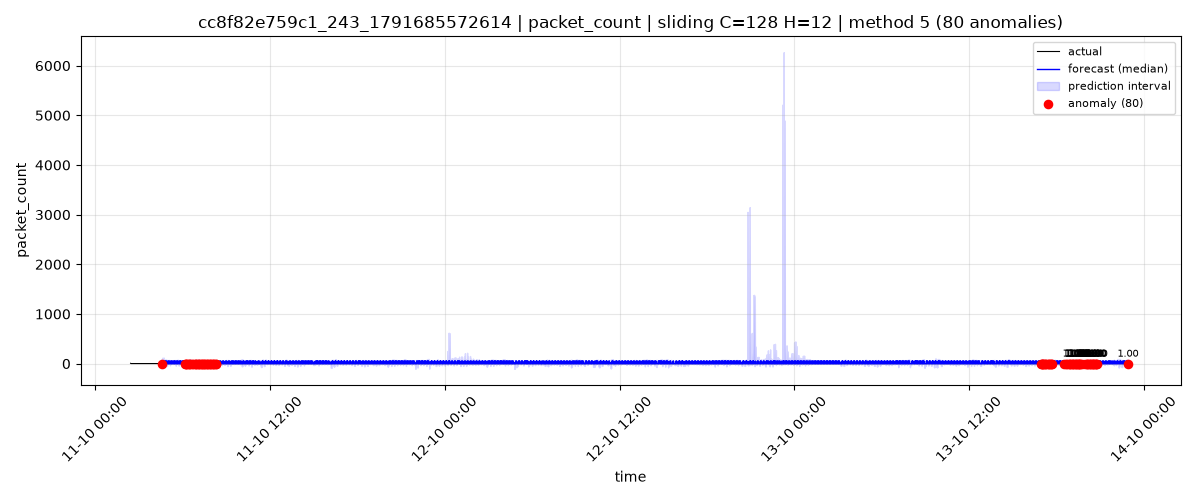 cc8f82e759c1_243_1791685572614 | packet_count | sliding C=128 H=12 | method 5 (80 anomalies)
actual
forecast (median)
prediction interval
anomaly (80)
6000
5000
4000
3000
2000
1000
0
packet_count
1.00
11-10 00:00
11-10 12:00
12-10 00:00
12-10 12:00
13-10 00:00
13-10 12:00
14-10 00:00
time